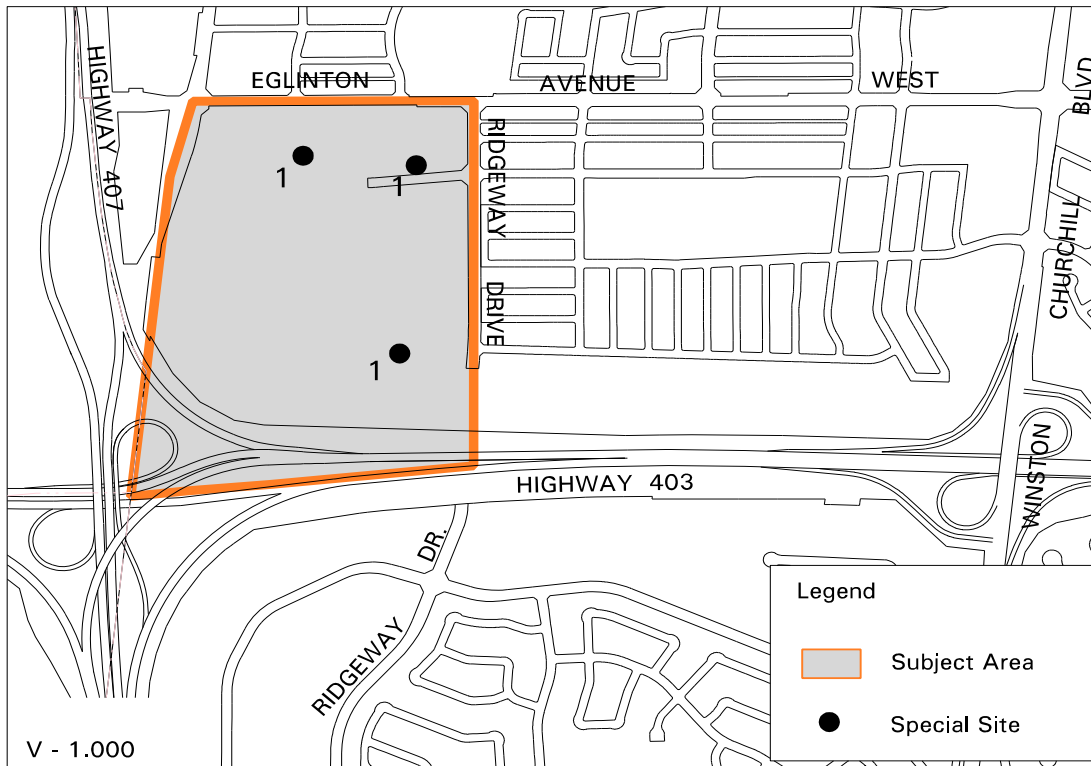 HIGHWAY 407
EGLINTON AVENUE WEST
BLVD
1
1
RIDGEWAY DRIVE
CHURCHILL
1
WINSTON
HIGHWAY 403
DR.
RIDGEWAY
Legend
Subject Area
Special Site
V - 1.000